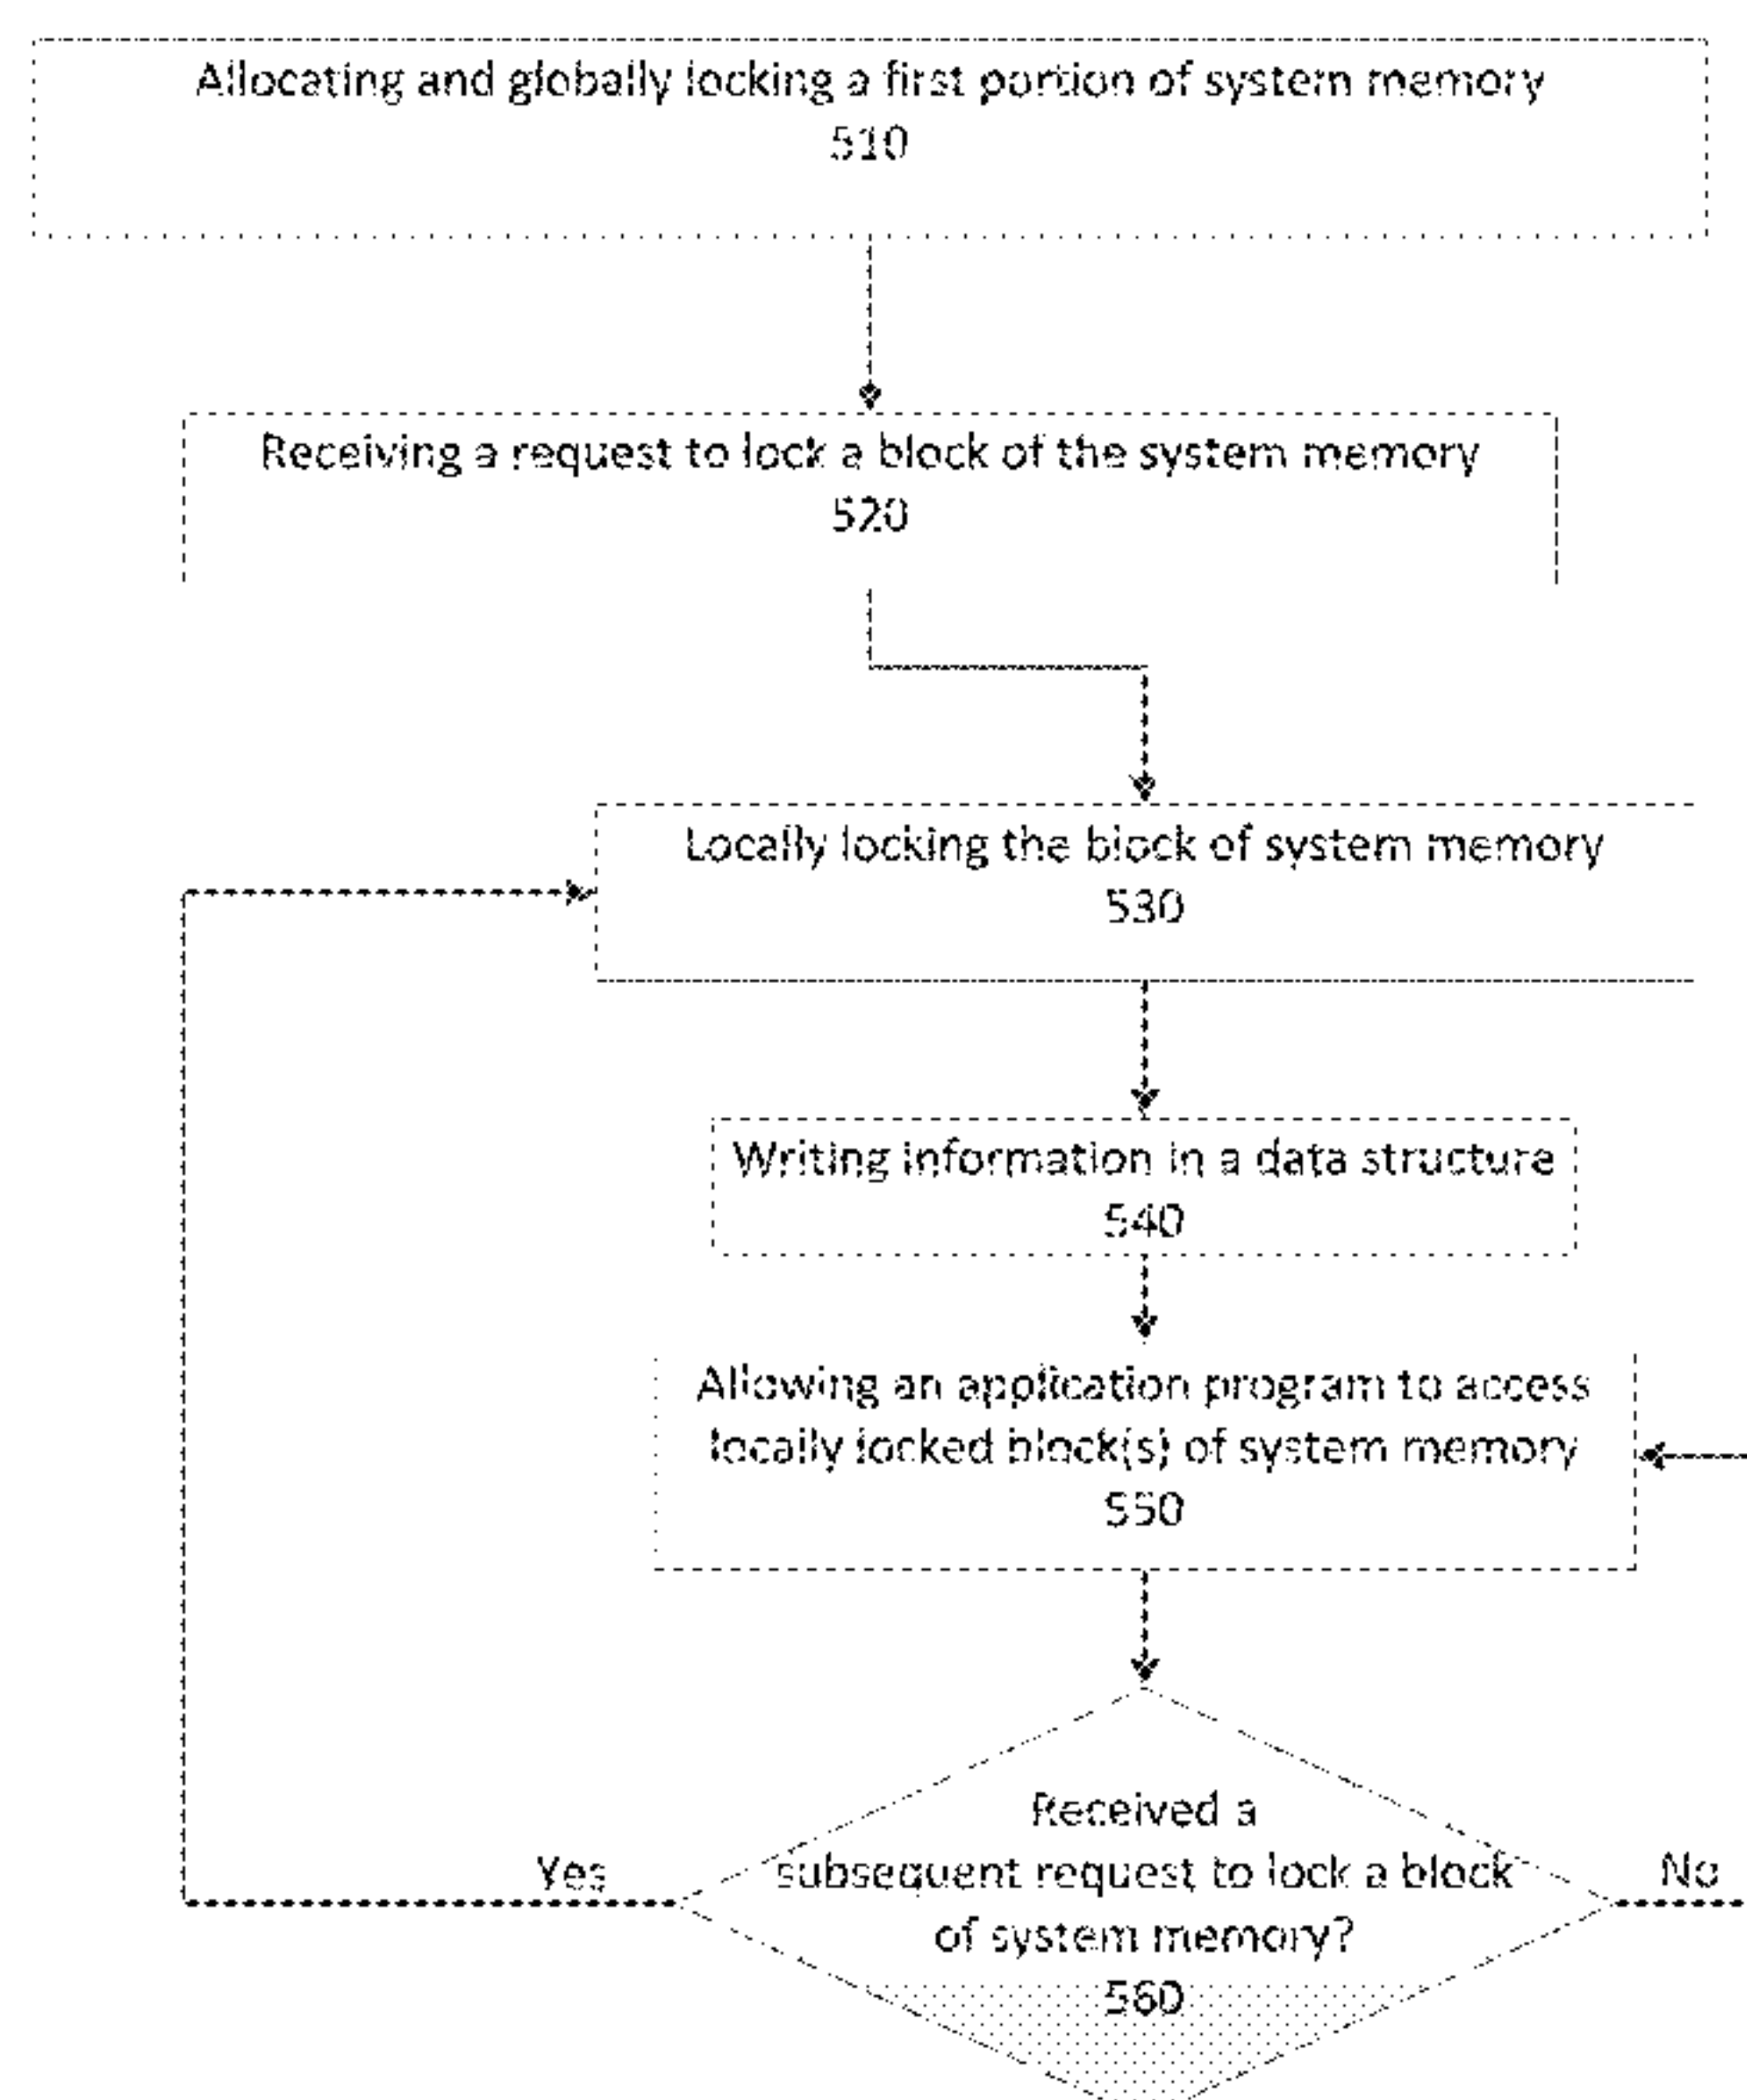 Allocating and globally locking a first portion of system memory
510
Receiving a request to lock a block of the system memory
520
Locally locking the block of system memory
530
Writing information in a data structure
540
Allowing an application program to access
locally locked block(s) of system memory
550
Received a
subsequent request to lock a block
of system memory?
560
Yes
No